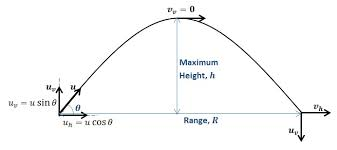 v_v = 0
Maximum
Height, h
u_v
u
u_v = u sin θ
θ
u_h = u cos θ
Range, R
v_h
u_v